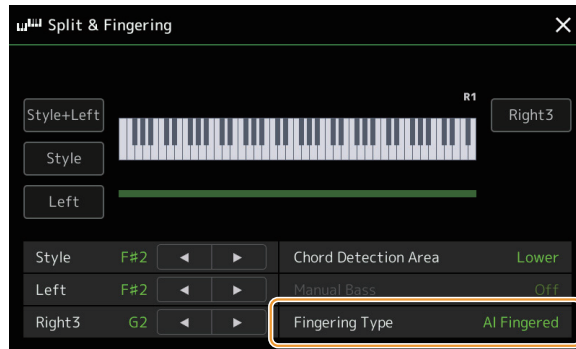 Split & Fingering
R1
Style+Left
Right3
Style
Left
Style F#2 Chord Detection Area Lower
Left F#2 Manual Bass Off
Right3 G2 Fingering Type AI Fingered